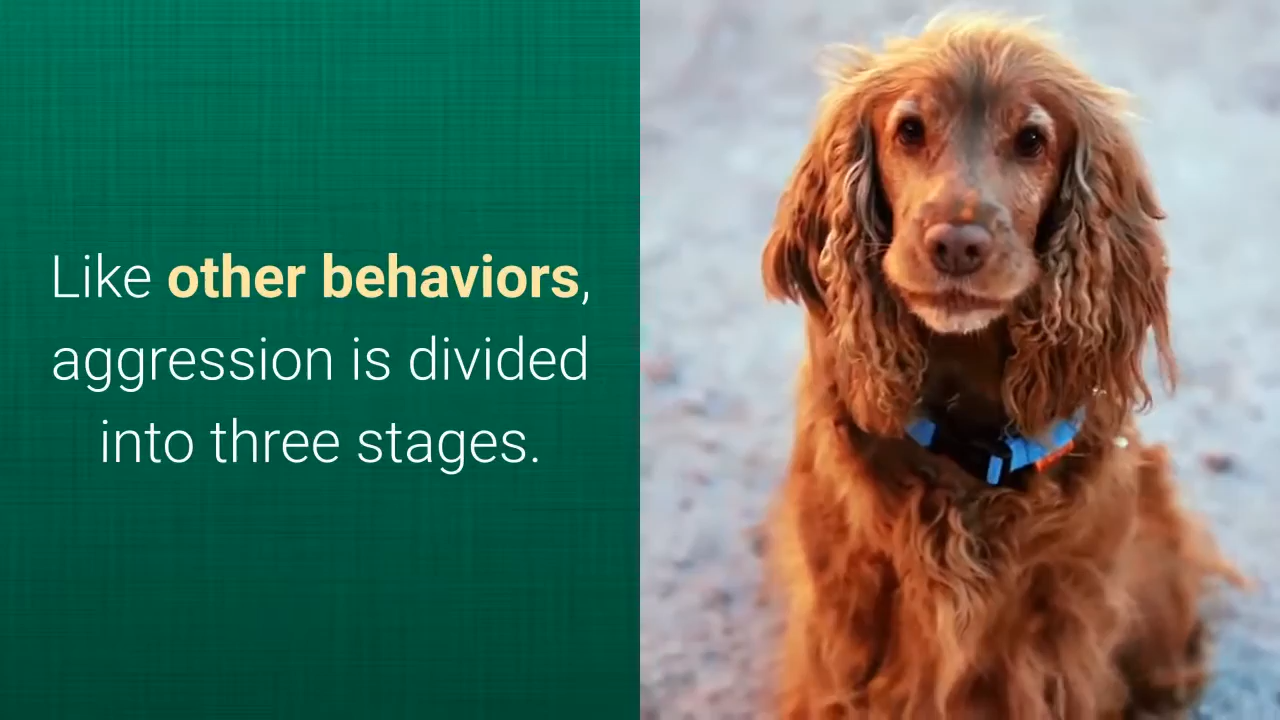 Like other behaviors,
aggression is divided
into three stages.